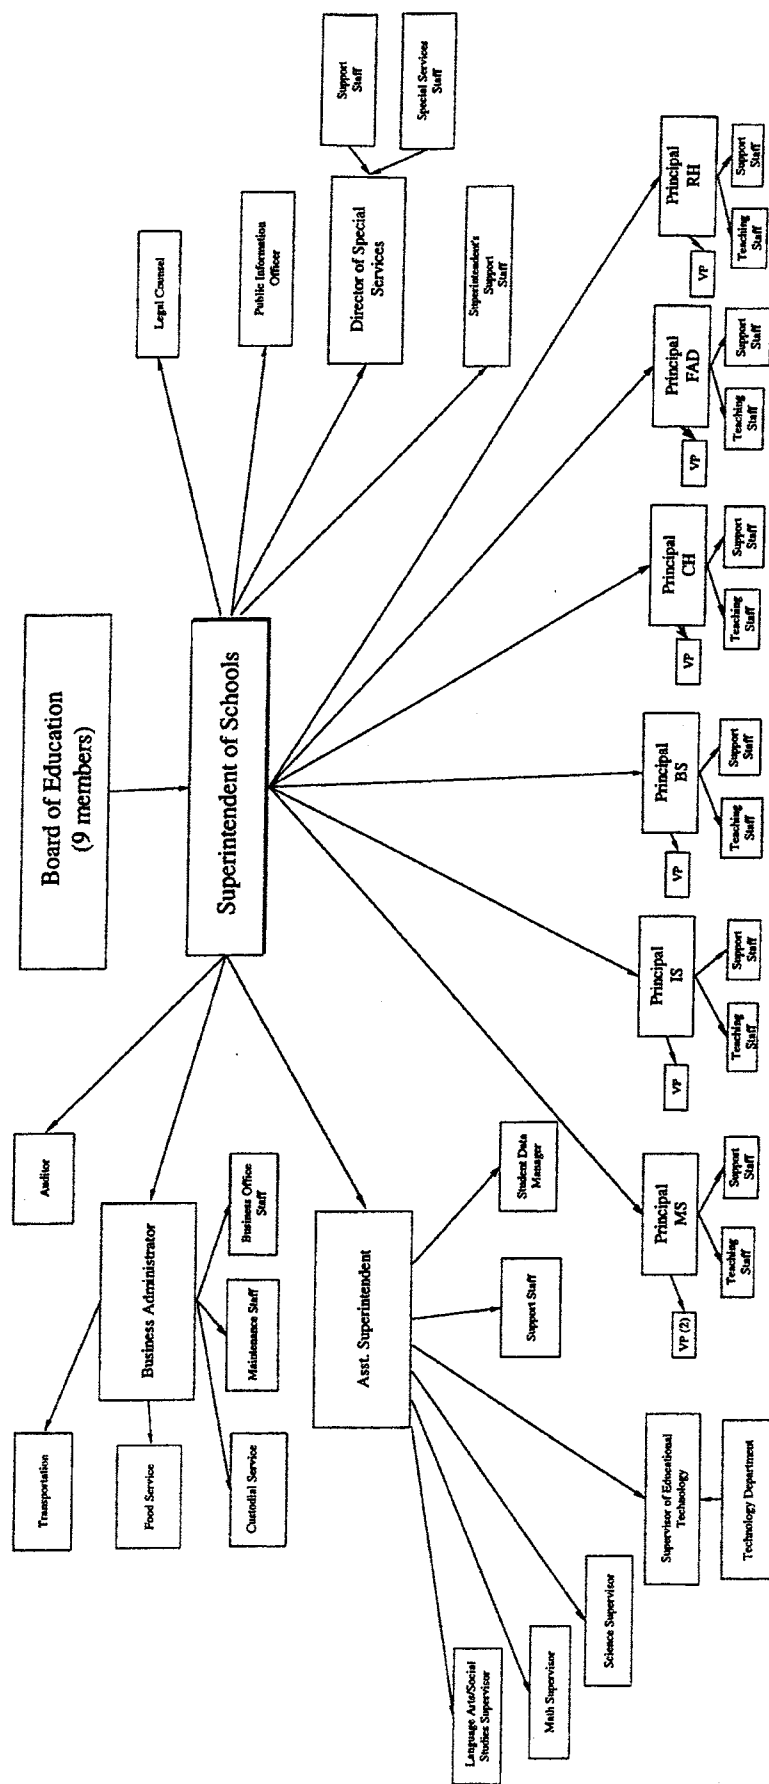 Board of Education
(9 members)
Superintendent of Schools
Auditor
Legal Counsel
Transportation
Business Administrator
Public Information
Officer
Food Service
Custodial Service
Maintenance Staff
Business Office
Staff
Director of Special
Services
Support
Staff
Special Services
Staff
Asst. Superintendent
Superintendent's
Support
Staff
Language Arts/Social
Studies Supervisor
Math Supervisor
Science Supervisor
Support Staff
Student Data
Manager
Supervisor of Educational
Technology
Technology Department
Principal
MS
VP (2)
Teaching
Staff
Support
Staff
Principal
IS
VP
Teaching
Staff
Support
Staff
Principal
BS
VP
Teaching
Staff
Support
Staff
Principal
CH
VP
Teaching
Staff
Support
Staff
Principal
FAD
VP
Teaching
Staff
Support
Staff
Principal
RH
VP
Teaching
Staff
Support
Staff